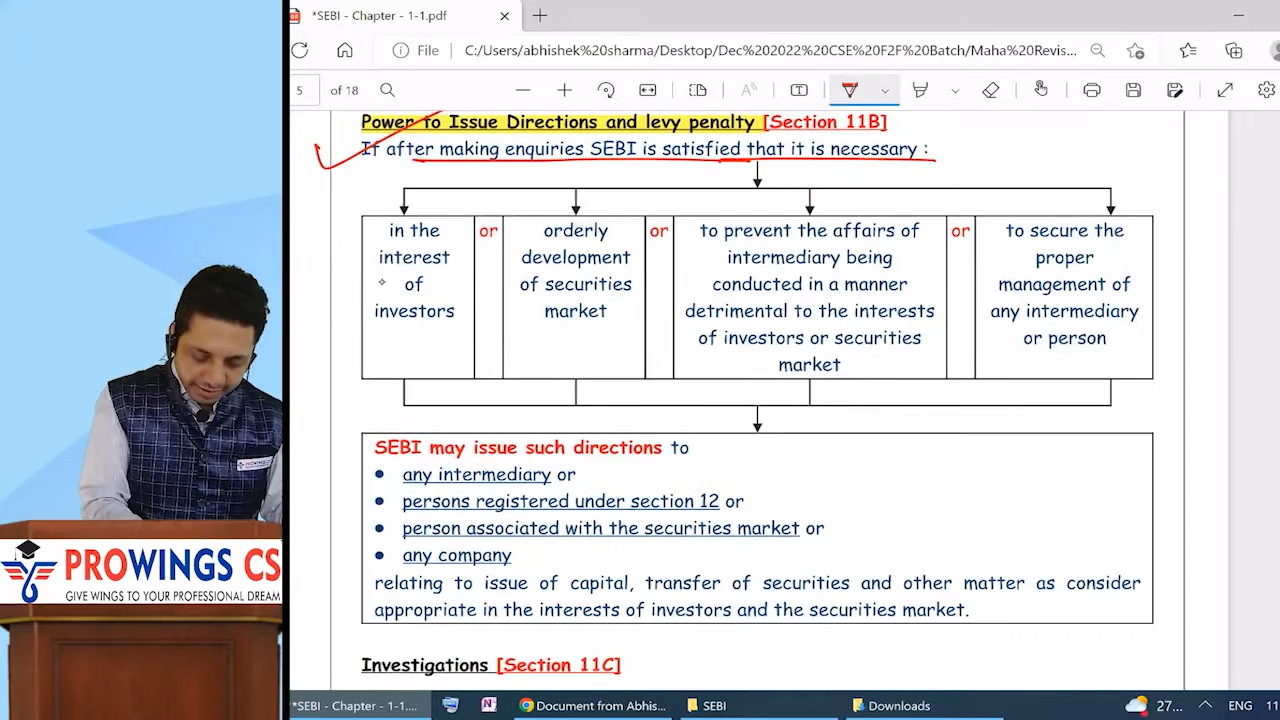 *SEBI - Chapter - 1-1.pdf
File
C:/Users/abhishek%20sharma/Desktop/Dec%202022%20CSE%20F2F%20Batch/Maha%20Revis...
5 of 18
Power to Issue Directions and levy penalty [Section 11B]
If after making enquiries SEBI is satisfied that it is necessary :
in the
interest
of
investors
or
orderly
development
of securities
market
or
to prevent the affairs of
intermediary being
conducted in a manner
detrimental to the interests
of investors or securities
market
or
to secure the
proper
management of
any intermediary
or person
SEBI may issue such directions to
• any intermediary or
• persons registered under section 12 or
• person associated with the securities market or
• any company
relating to issue of capital, transfer of securities and other matter as consider
appropriate in the interests of investors and the securities market.
Investigations [Section 11C]
PROWINGS CS
GIVE WINGS TO YOUR PROFESSIONAL DREAM
*SEBI - Chapter - 1-1....
Document from Abhis...
SEBI
Downloads
27...
ENG
11